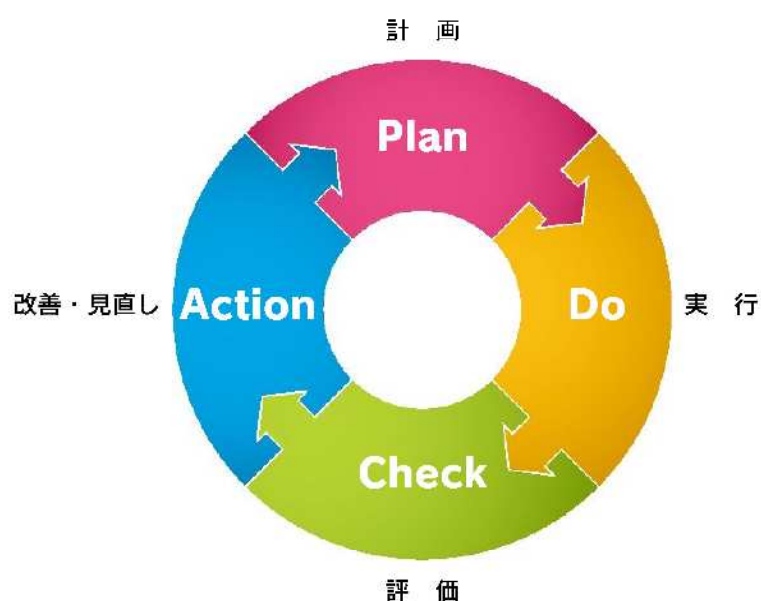 計　画
Plan
改善・見直し
Action
Do
実　行
Check
評　価